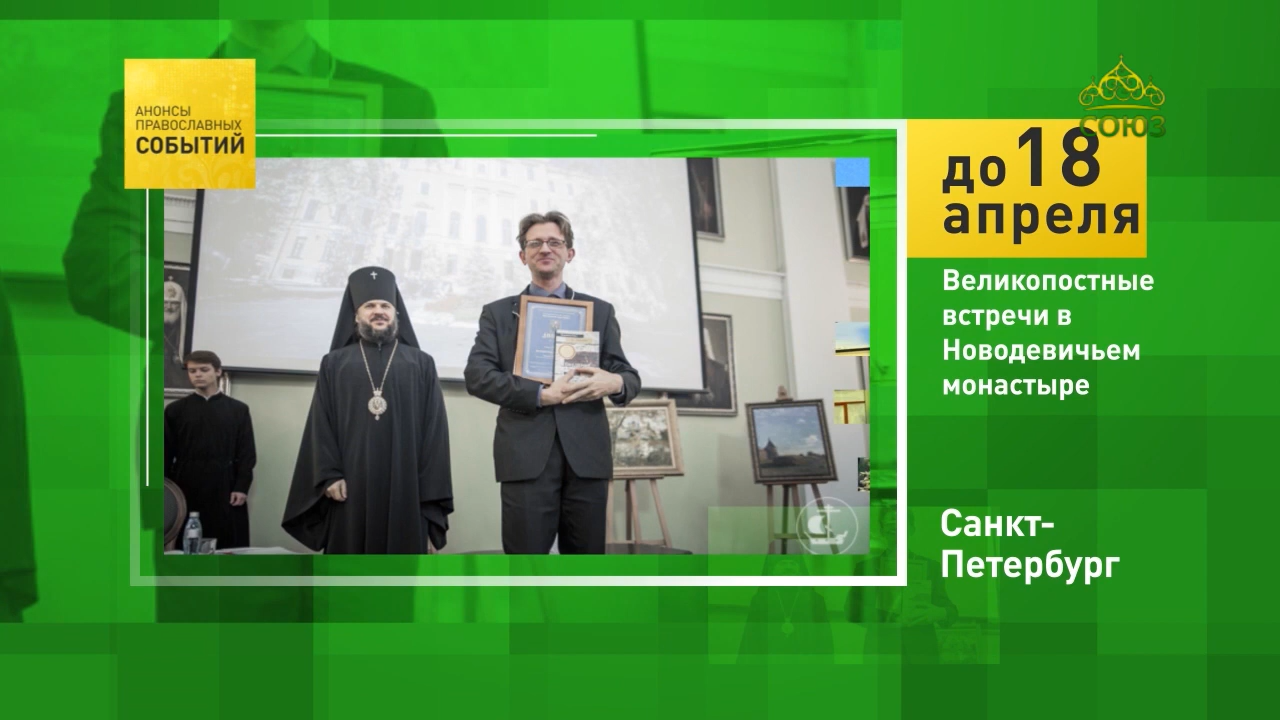 АНОНСЫ
ПРАВОСЛАВНЫХ
СОБЫТИЙ
СОЮЗ
до 18
апреля
Великопостные
встречи в
Новодевичьем
монастыре
Санкт-
Петербург